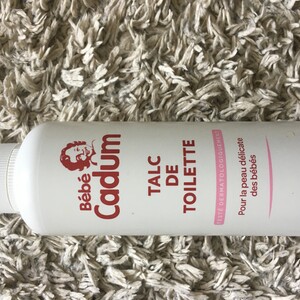 Bébé
Cadum
TALC
DE
TOILETTE
TESTÉ DERMATOLOGIQUEMENT
Pour la peau délicate
des bébés